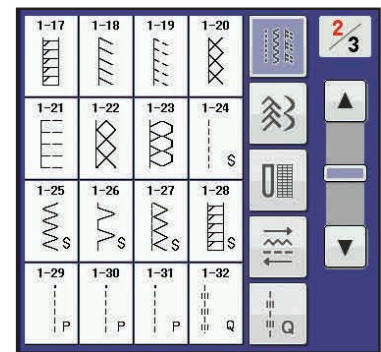 1-17 1-18 1-19 1-20 2/3
1-21 1-22 1-23 1-24
S
1-25 1-26 1-27 1-28
S S S S
1-29 1-30 1-31 1-32
P P P Q Q